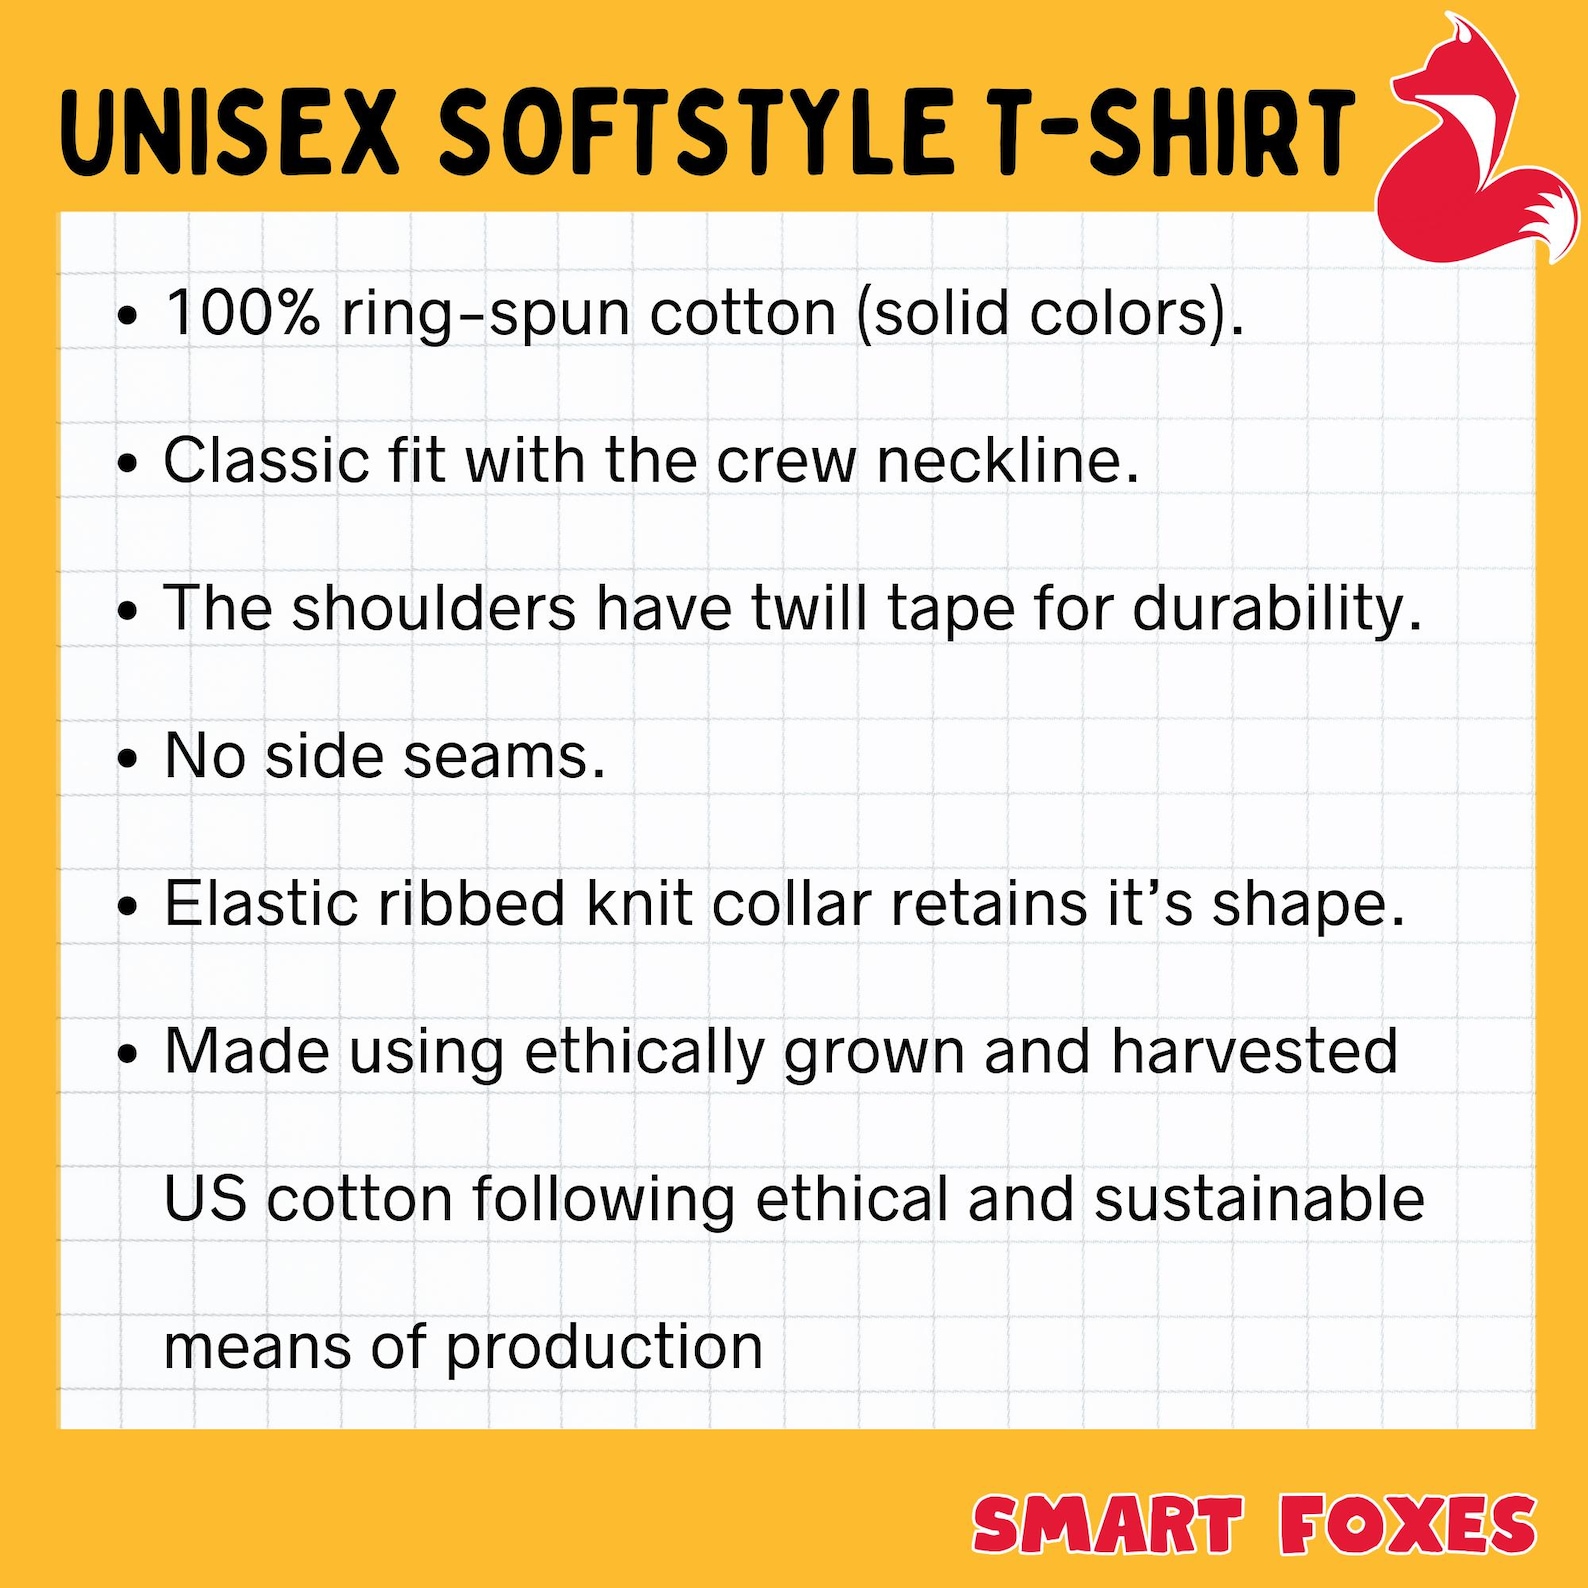 UNISEX SOFTSTYLE T-SHIRT
• 100% ring-spun cotton (solid colors).
• Classic fit with the crew neckline.
• The shoulders have twill tape for durability.
• No side seams.
• Elastic ribbed knit collar retains it’s shape.
• Made using ethically grown and harvested
US cotton following ethical and sustainable
means of production
SMART FOXES